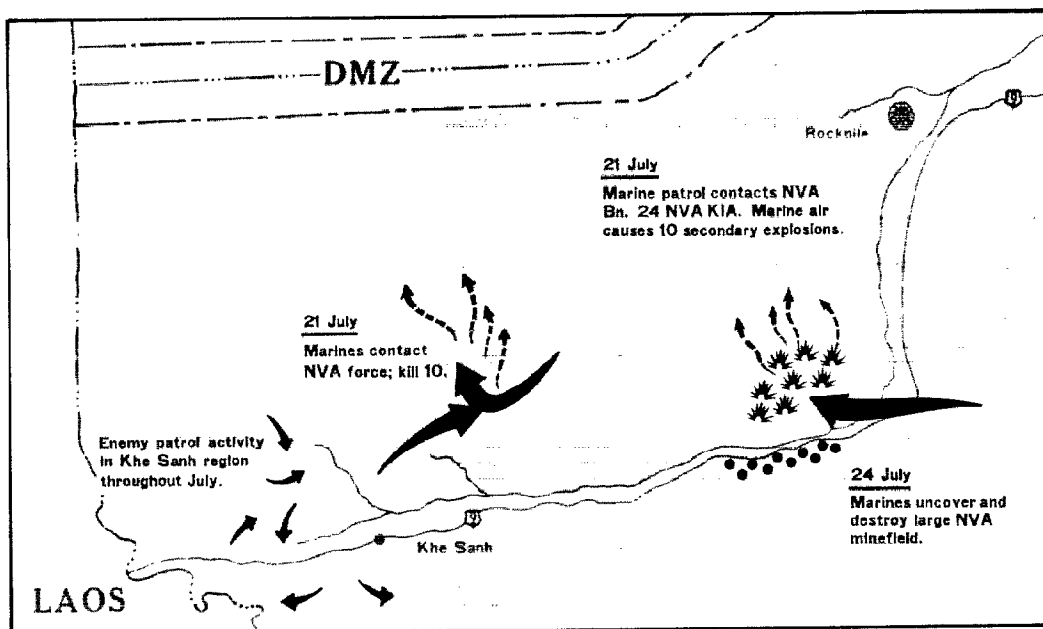 DMZ
9
Rockpile
21 July
Marine patrol contacts NVA
Bn. 24 NVA KIA. Marine air
causes 10 secondary explosions.
21 July
Marines contact
NVA force; kill 10.
Enemy patrol activity
in Khe Sanh region
throughout July.
24 July
Marines uncover and
destroy large NVA
minefield.
9
Khe Sanh
LAOS